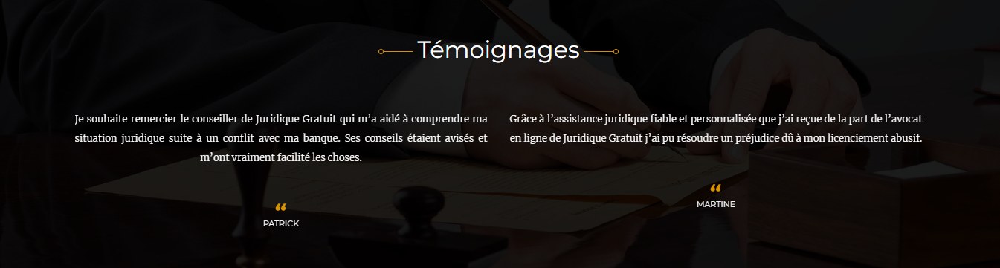 Témoignages
Je souhaite remercier le conseiller de Juridique Gratuit qui m’a aidé à comprendre ma
situation juridique suite à un conflit avec ma banque. Ses conseils étaient avisés et
m’ont vraiment facilité les choses.
“
PATRICK
Grâce à l’assistance juridique fiable et personnalisée que j’ai reçue de la part de l’avocat
en ligne de Juridique Gratuit j’ai pu résoudre un préjudice dû à mon licenciement abusif.
“
MARTINE